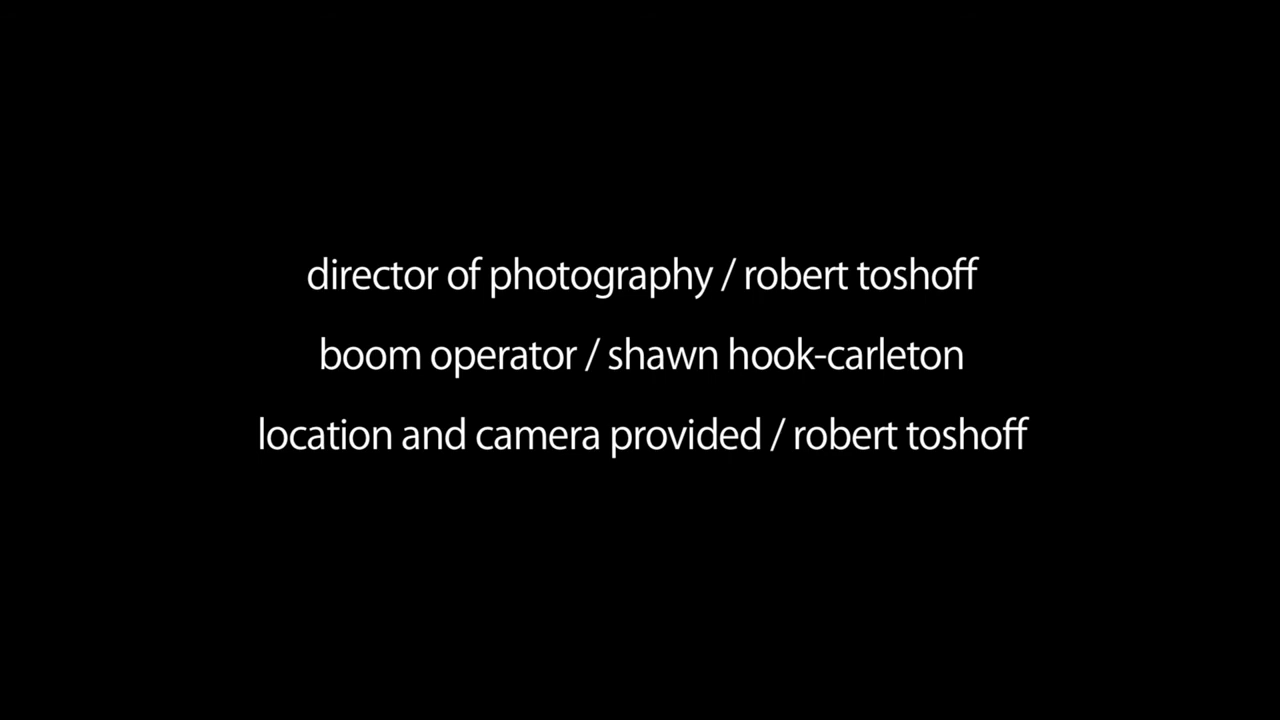 director of photography / robert toshoff
boom operator / shawn hook-carleton
location and camera provided / robert toshoff